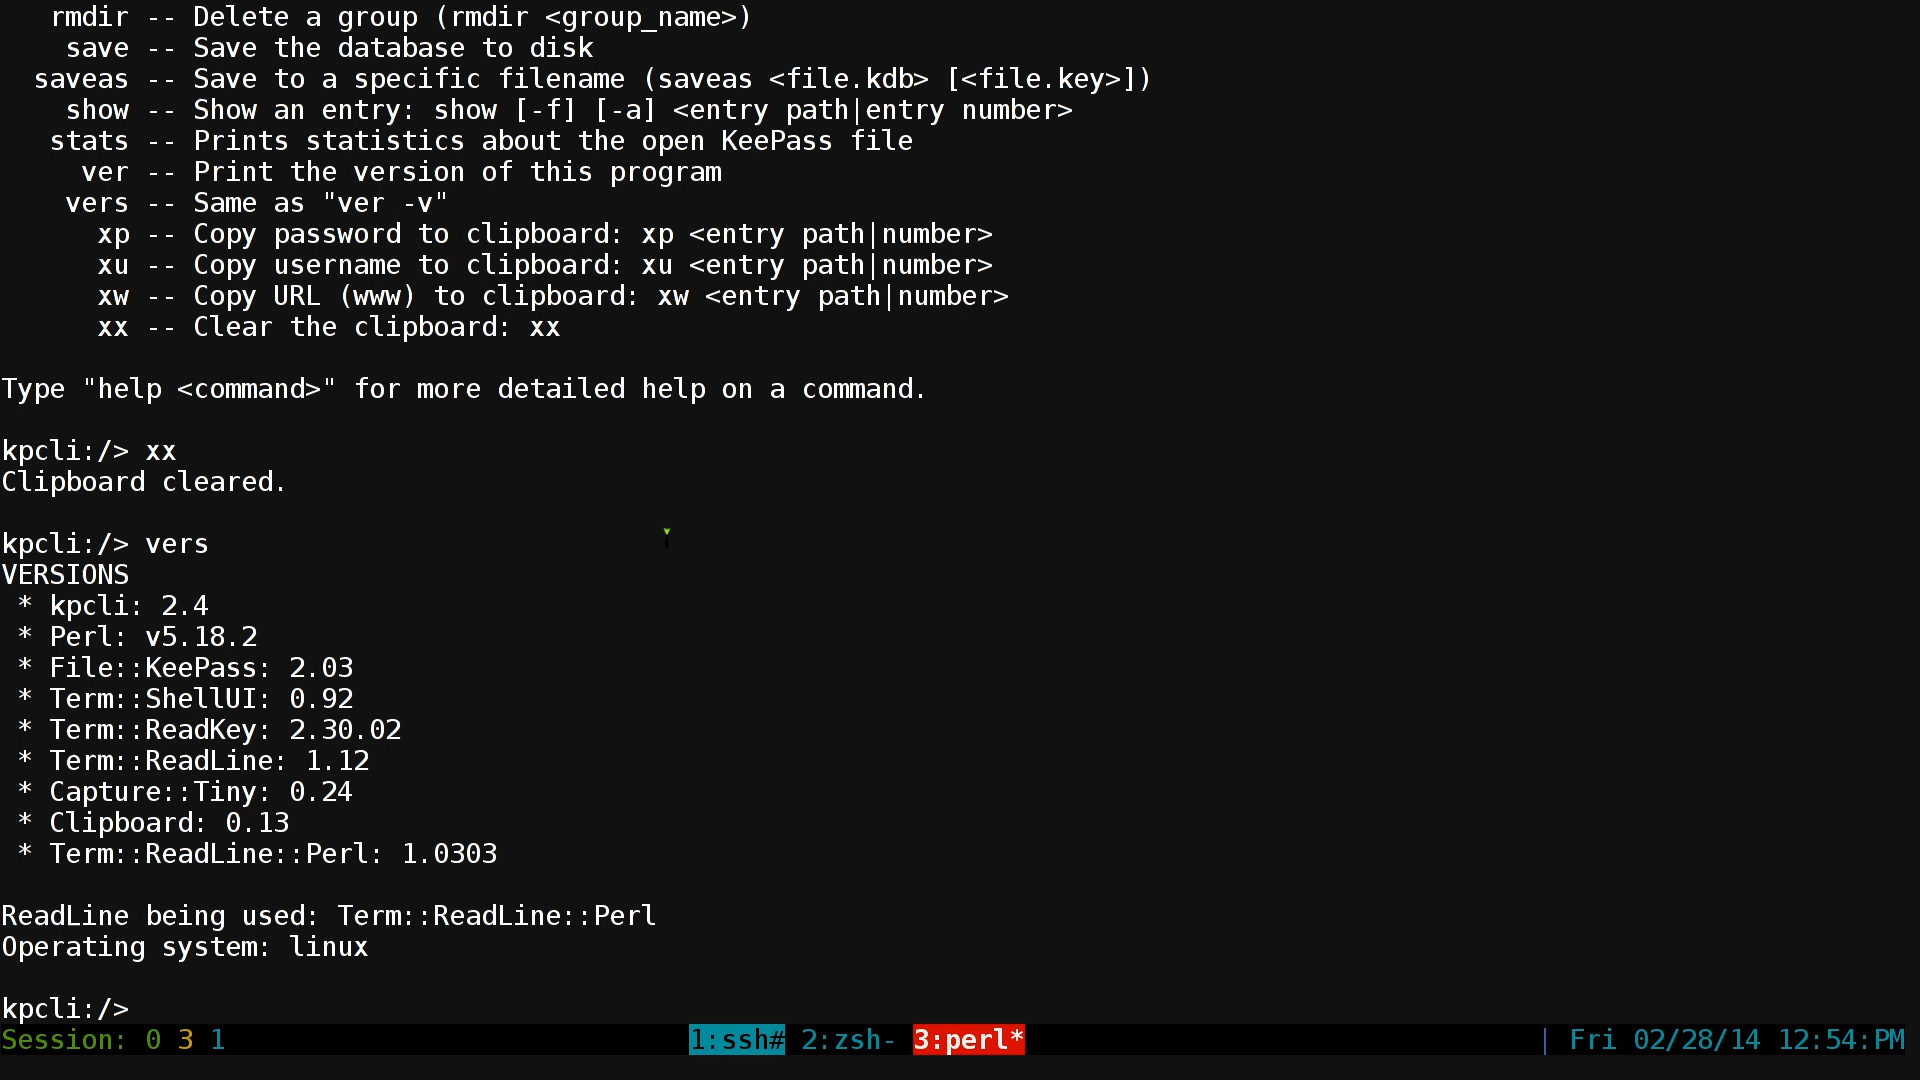 rmdir -- Delete a group (rmdir <group_name>)
save -- Save the database to disk
saveas -- Save to a specific filename (saveas <file.kdb> [<file.key>])
show -- Show an entry: show [-f] [-a] <entry path|entry number>
stats -- Prints statistics about the open KeePass file
ver -- Print the version of this program
vers -- Same as "ver -v"
xp -- Copy password to clipboard: xp <entry path|number>
xu -- Copy username to clipboard: xu <entry path|number>
xw -- Copy URL (www) to clipboard: xw <entry path|number>
xx -- Clear the clipboard: xx
Type "help <command>" for more detailed help on a command.
kpcli:/> xx
Clipboard cleared.
kpcli:/> vers
VERSIONS
* kpcli: 2.4
* Perl: v5.18.2
* File::KeePass: 2.03
* Term::ShellUI: 0.92
* Term::ReadKey: 2.30.02
* Term::ReadLine: 1.12
* Capture::Tiny: 0.24
* Clipboard: 0.13
* Term::ReadLine::Perl: 1.0303
ReadLine being used: Term::ReadLine::Perl
Operating system: linux
kpcli:/>
Session: 0 3 1 1:ssh# 2:zsh- 3:perl* | Fri 02/28/14 12:54:PM